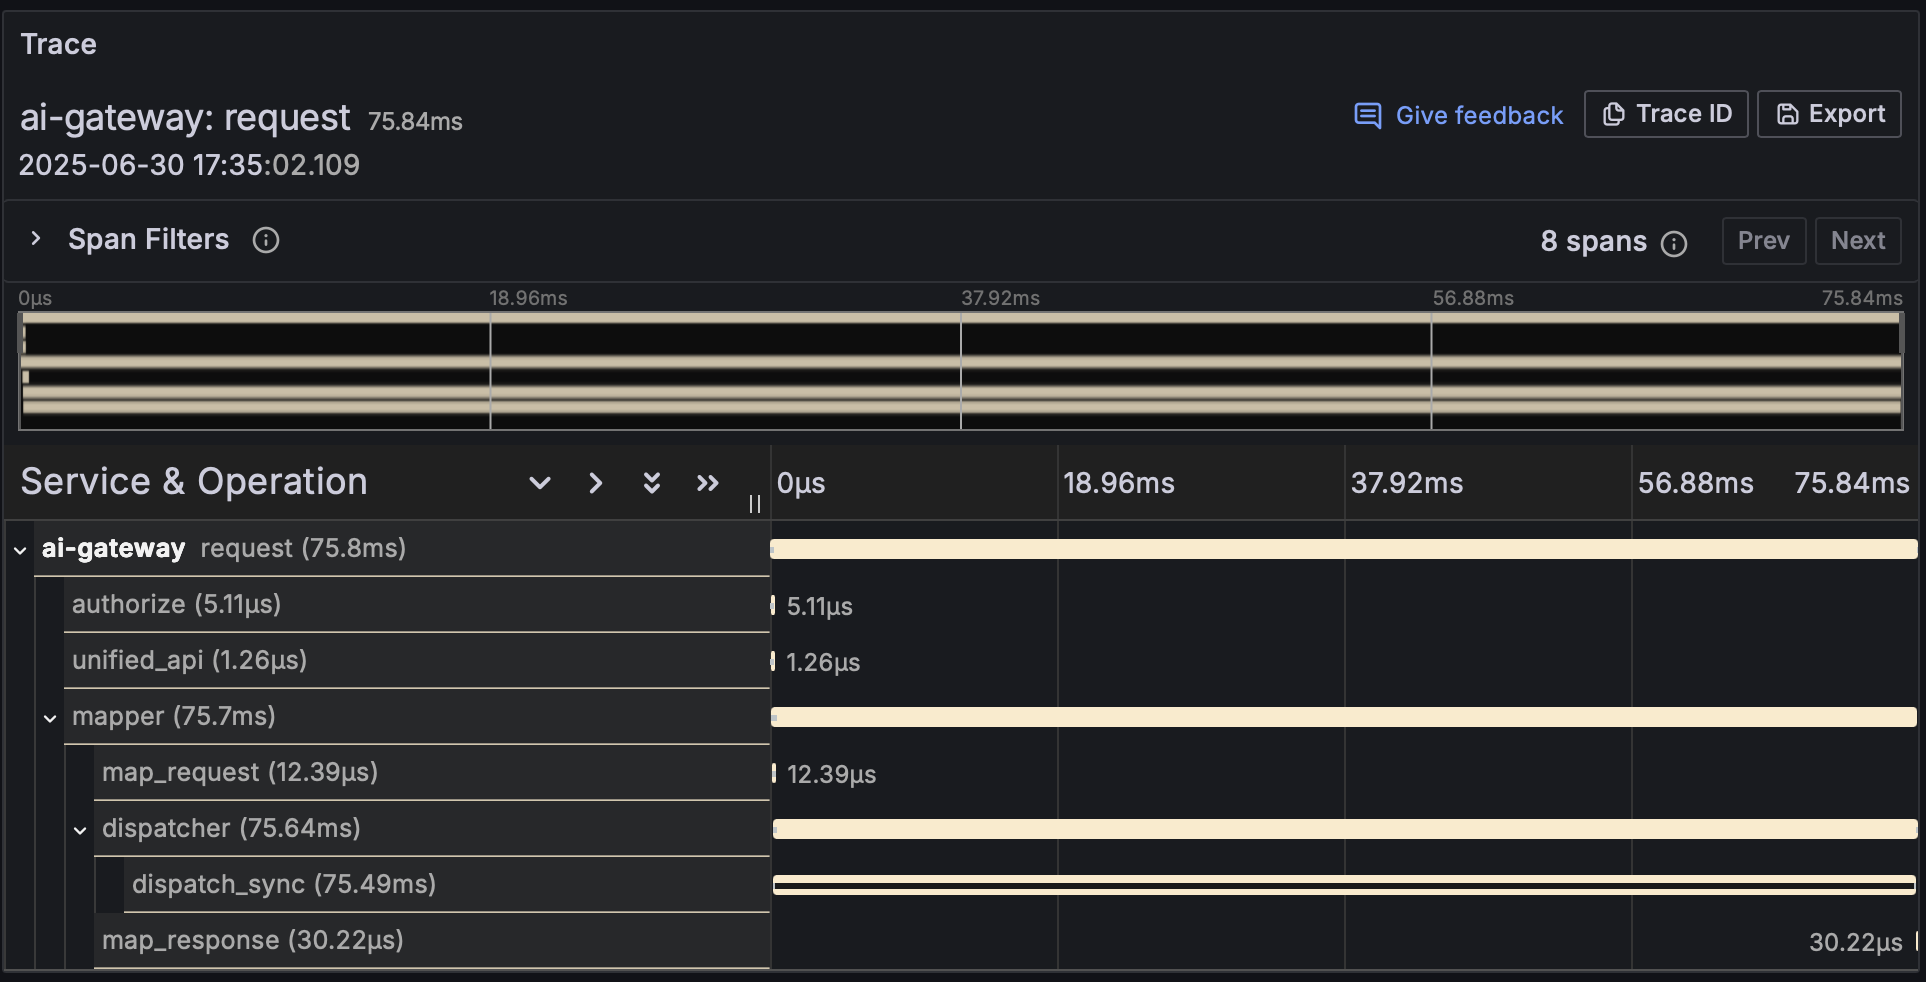 Trace
ai-gateway: request 75.84ms
Give feedback
Trace ID
Export
2025-06-30 17:35:02.109
Span Filters
8 spans
Prev
Next
0μs 18.96ms 37.92ms 56.88ms 75.84ms
Service & Operation
0μs 18.96ms 37.92ms 56.88ms 75.84ms
ai-gateway request (75.8ms)
authorize (5.11μs) 5.11μs
unified_api (1.26μs) 1.26μs
mapper (75.7ms)
map_request (12.39μs) 12.39μs
dispatcher (75.64ms)
dispatch_sync (75.49ms)
map_response (30.22μs) 30.22μs